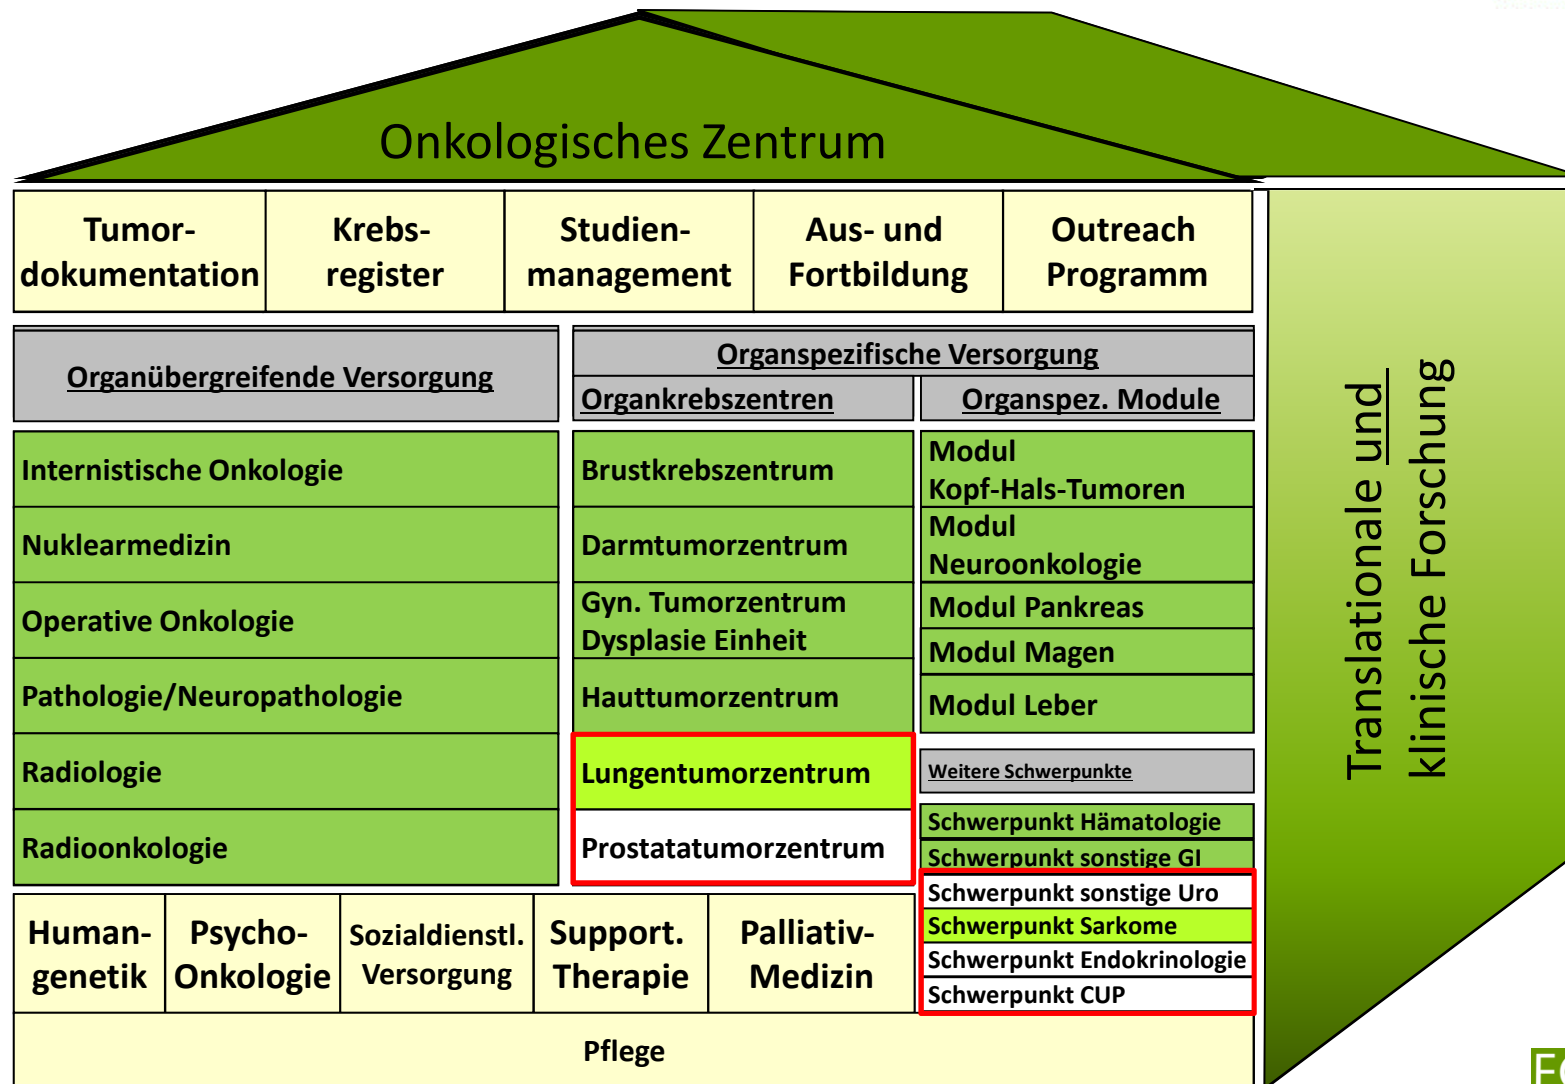 Onkologisches Zentrum
Tumor-
dokumentation
Krebs-
register
Studien-
management
Aus- und
Fortbildung
Outreach
Programm
Organübergreifende Versorgung
Organspezifische Versorgung
Organkrebszentren
Organspez. Module
Internistische Onkologie
Nuklearmedizin
Operative Onkologie
Pathologie/Neuropathologie
Radiologie
Radioonkologie
Brustkrebszentrum
Darmtumorzentrum
Gyn. Tumorzentrum
Dysplasie Einheit
Hauttumorzentrum
Lungentumorzentrum
Prostatatumorzentrum
Modul
Kopf-Hals-Tumoren
Modul
Neuroonkologie
Modul Pankreas
Modul Magen
Modul Leber
Weitere Schwerpunkte
Schwerpunkt Hämatologie
Schwerpunkt sonstige GI
Schwerpunkt sonstige Uro
Schwerpunkt Sarkome
Schwerpunkt Endokrinologie
Schwerpunkt CUP
Human-
genetik
Psycho-
Onkologie
Sozialdienstl.
Versorgung
Support.
Therapie
Palliativ-
Medizin
Pflege
Translationale und
klinische Forschung